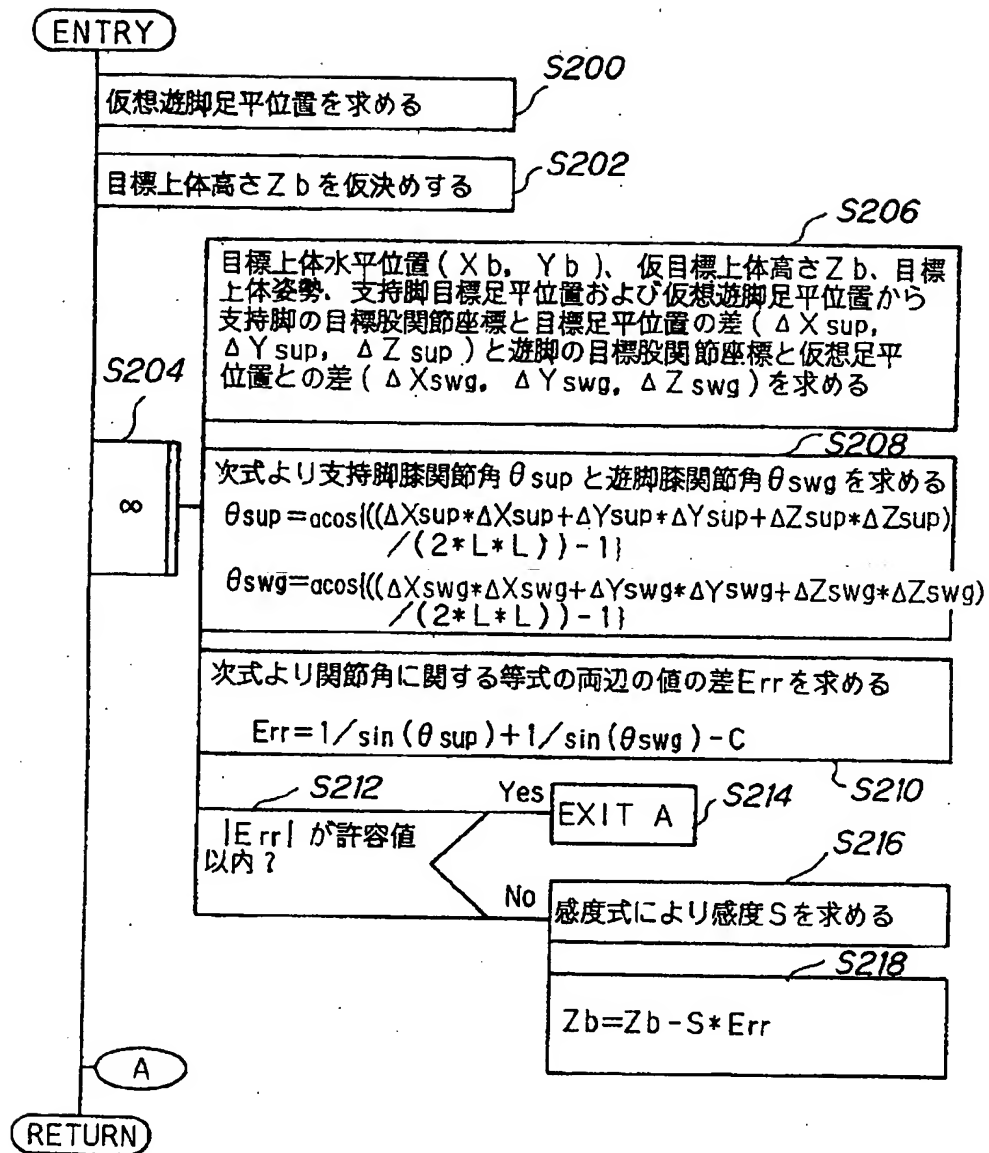 ENTRY
S200
仮想遊脚足平位置を求める
S202
目標上体高さZbを仮決めする
S206
目標上体水平位置(Xb, Yb)、仮目標上体高さZb、目標
上体姿勢、支持脚目標足平位置および仮想遊脚足平位置から
支持脚の目標股関節座標と目標足平位置の差(ΔXsup,
ΔYsup, ΔZsup)と遊脚の目標股関節座標と仮想足平
位置との差(ΔXswg, ΔYswg, ΔZswg)を求める
S204
∞
S208
次式より支持脚膝関節角θsupと遊脚膝関節角θswgを求める
θsup=acos{((ΔXsup*ΔXsup+ΔYsup*ΔYsup+ΔZsup*ΔZsup)
/(2*L*L))-1}
θswg=acos{((ΔXswg*ΔXswg+ΔYswg*ΔYswg+ΔZswg*ΔZswg)
/(2*L*L))-1}
次式より関節角に関する等式の両辺の値の差Errを求める
Err=1/sin(θsup)+1/sin(θswg)-C
S210
S212
|Err|が許容値
以内?
Yes
EXIT A
S214
No
S216
感度式により感度Sを求める
S218
Zb=Zb-S*Err
A
RETURN